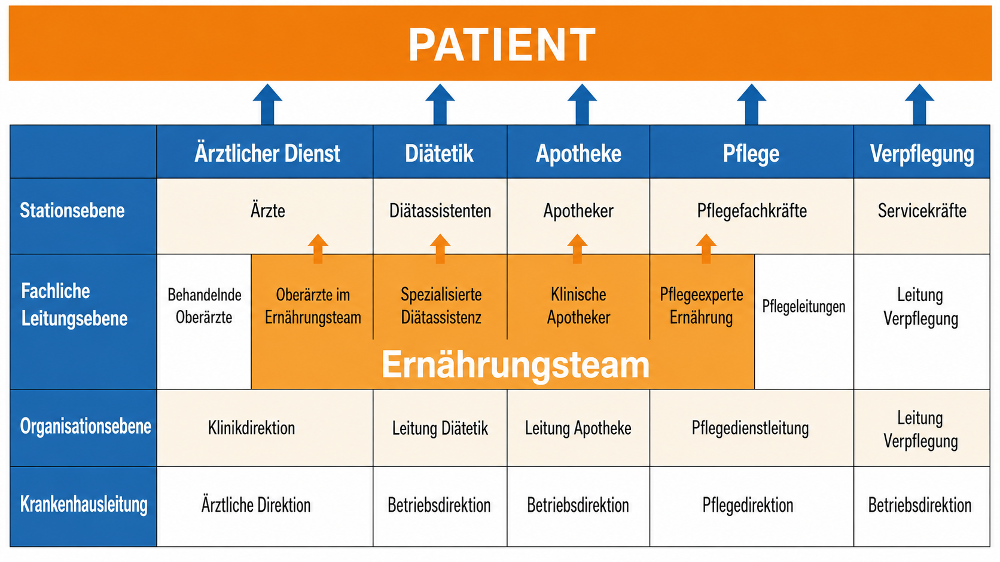 PATIENT
Ärztlicher Dienst
Diätetik
Apotheke
Pflege
Verpflegung
Stationsebene
Ärzte
Diätassistenten
Apotheker
Pflegefachkräfte
Servicekräfte
Fachliche
Leitungsebene
Behandelnde
Oberärzte
Oberärzte im
Ernährungsteam
Spezialisierte
Diätassistenz
Klinische
Apotheker
Pflegeexperte
Ernährung
Pflegeleitungen
Leitung
Verpflegung
Ernährungsteam
Organisationsebene
Klinikdirektion
Leitung Diätetik
Leitung Apotheke
Pflegedienstleitung
Leitung
Verpflegung
Krankenhausleitung
Ärztliche Direktion
Betriebsdirektion
Betriebsdirektion
Pflegedirektion
Betriebsdirektion